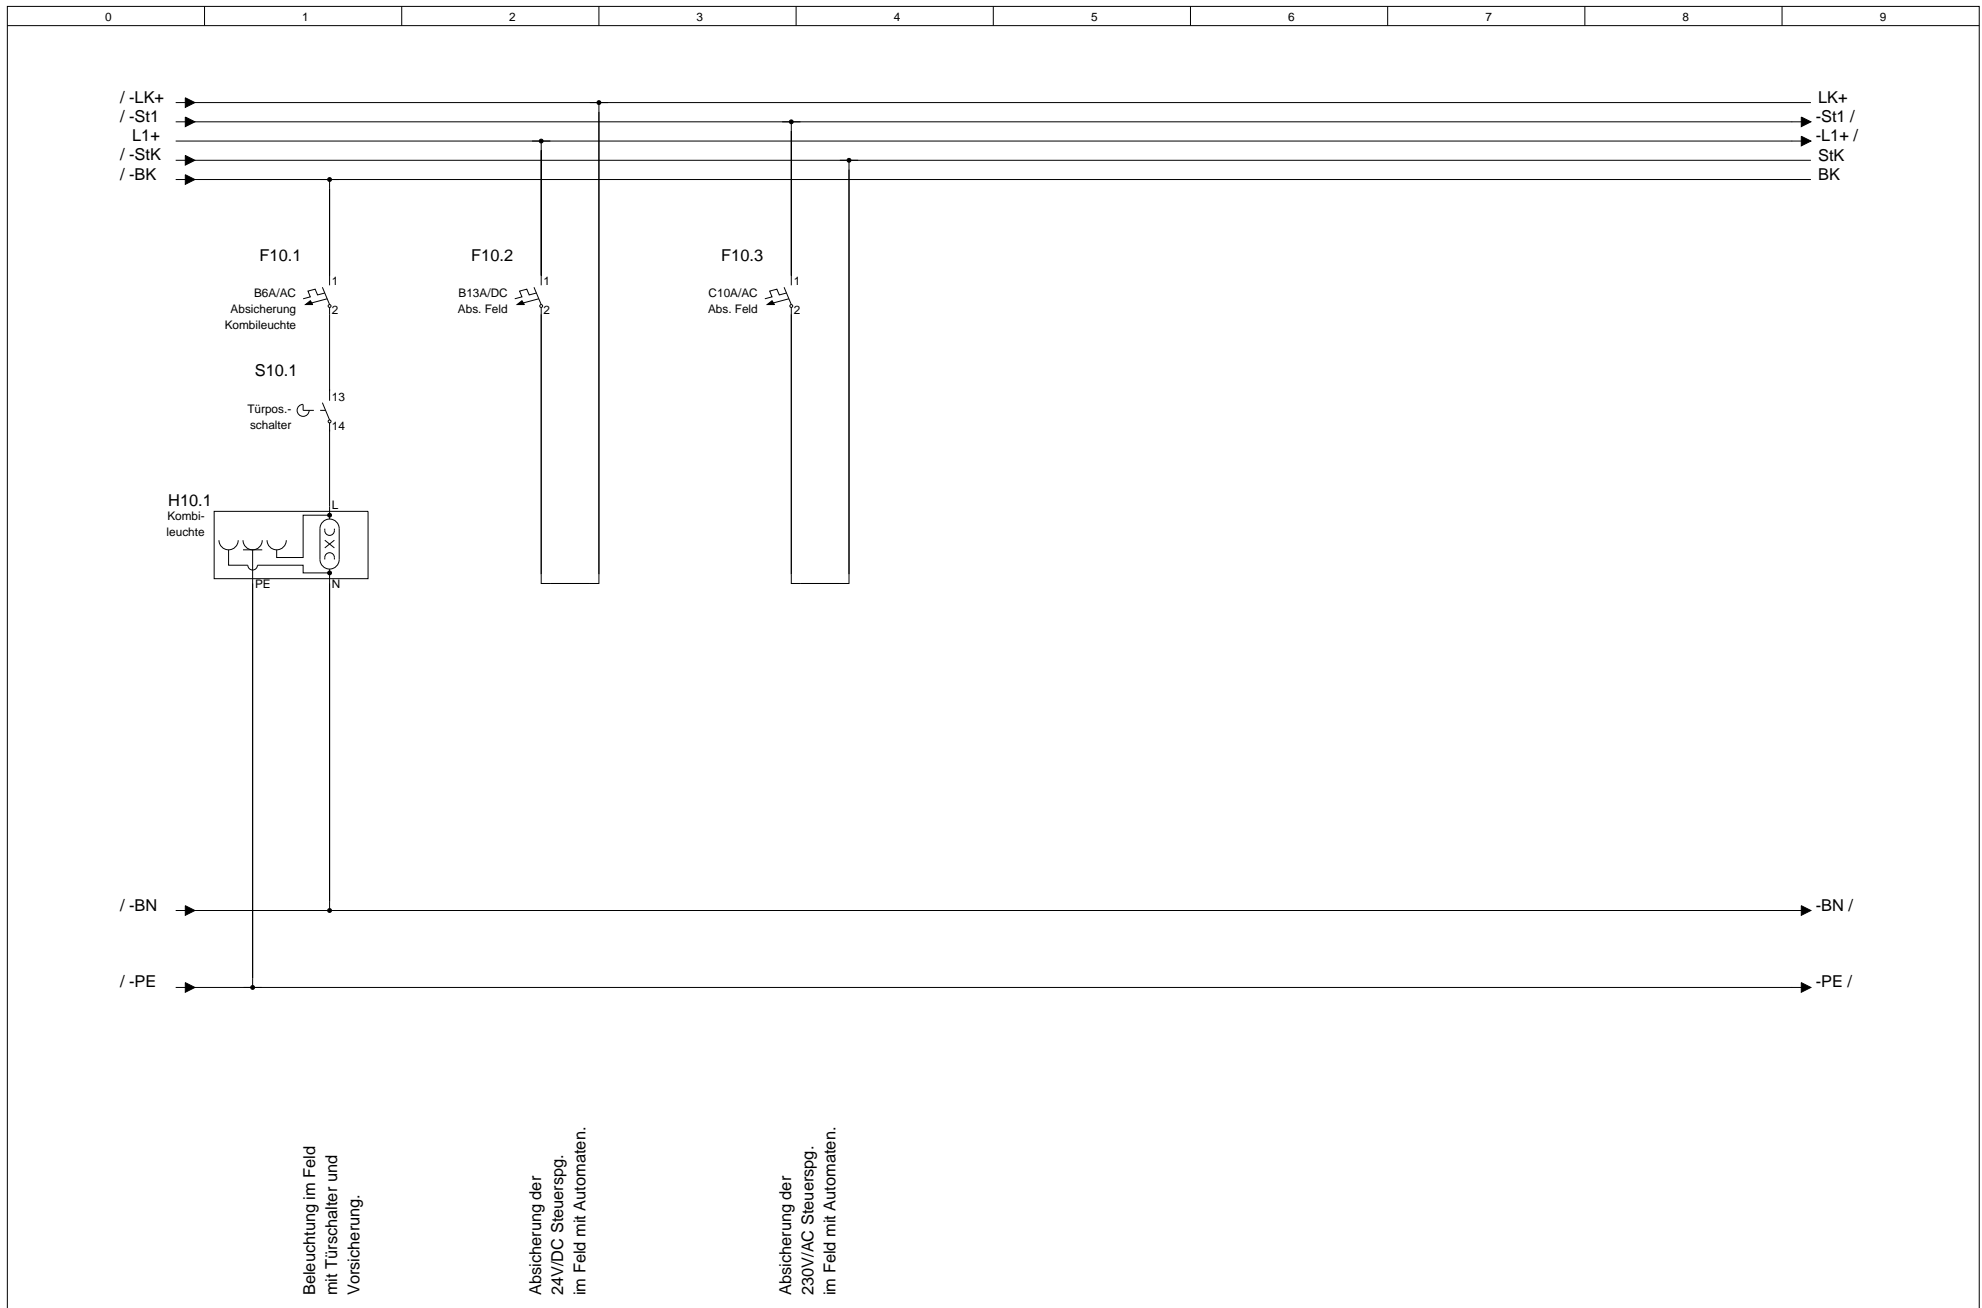 0 1 2 3 4 5 6 7 8 9
/ -LK+ LK+
/ -St1 -St1 /
L1+ -L1+ /
/ -StK StK
/ -BK BK
F10.1
1
B6A/AC
Absicherung
2
Kombileuchte
F10.2
1
B13A/DC
Abs. Feld
2
F10.3
1
C10A/AC
Abs. Feld
2
S10.1
13
Türpos.-
schalter
14
H10.1
Kombi-
leuchte
L
PE
N
/ -BN -BN /
/ -PE -PE /
Beleuchtung im Feld
mit Türschalter und
Vorsicherung.
Absicherung der
24V/DC Steuerspg.
im Feld mit Automaten.
Absicherung der
230V/AC Steuerspg.
im Feld mit Automaten.